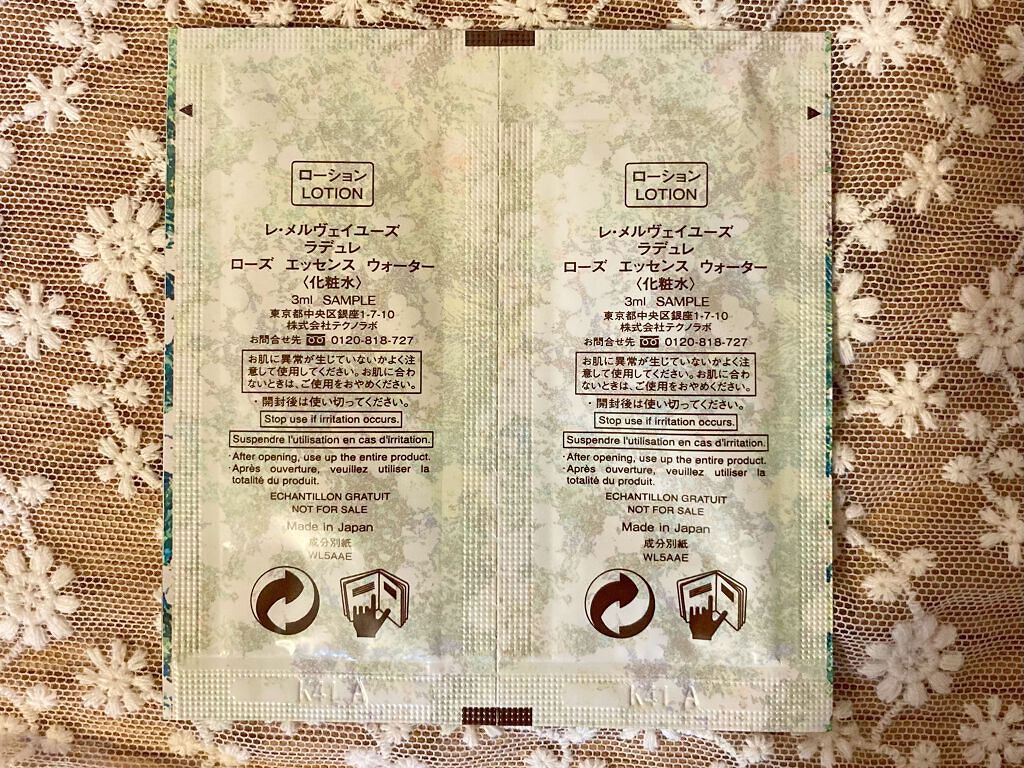 ローション
LOTION
レ・メルヴェイユーズ
ラデュレ
ローズ エッセンス ウォーター
〈化粧水〉
3ml SAMPLE
東京都中央区銀座1-7-10
株式会社テクノラボ
お問合せ先 0120-818-727
お肌に異常が生じていないかよく注
意して使用してください。お肌に合わ
ないときは、ご使用をおやめください。
・開封後は使い切ってください。
Stop use if irritation occurs.
Suspendre l'utilisation en cas d'irritation.
・After opening, use up the entire product.
・Après ouverture, veuillez utiliser la
totalité du produit.
ECHANTILLON GRATUIT
NOT FOR SALE
Made in Japan
成分別紙
WL5AAE
ローション
LOTION
レ・メルヴェイユーズ
ラデュレ
ローズ エッセンス ウォーター
〈化粧水〉
3ml SAMPLE
東京都中央区銀座1-7-10
株式会社テクノラボ
お問合せ先 0120-818-727
お肌に異常が生じていないかよく注
意して使用してください。お肌に合わ
ないときは、ご使用をおやめください。
・開封後は使い切ってください。
Stop use if irritation occurs.
Suspendre l'utilisation en cas d'irritation.
・After opening, use up the entire product.
・Après ouverture, veuillez utiliser la
totalité du produit.
ECHANTILLON GRATUIT
NOT FOR SALE
Made in Japan
成分別紙
WL5AAE